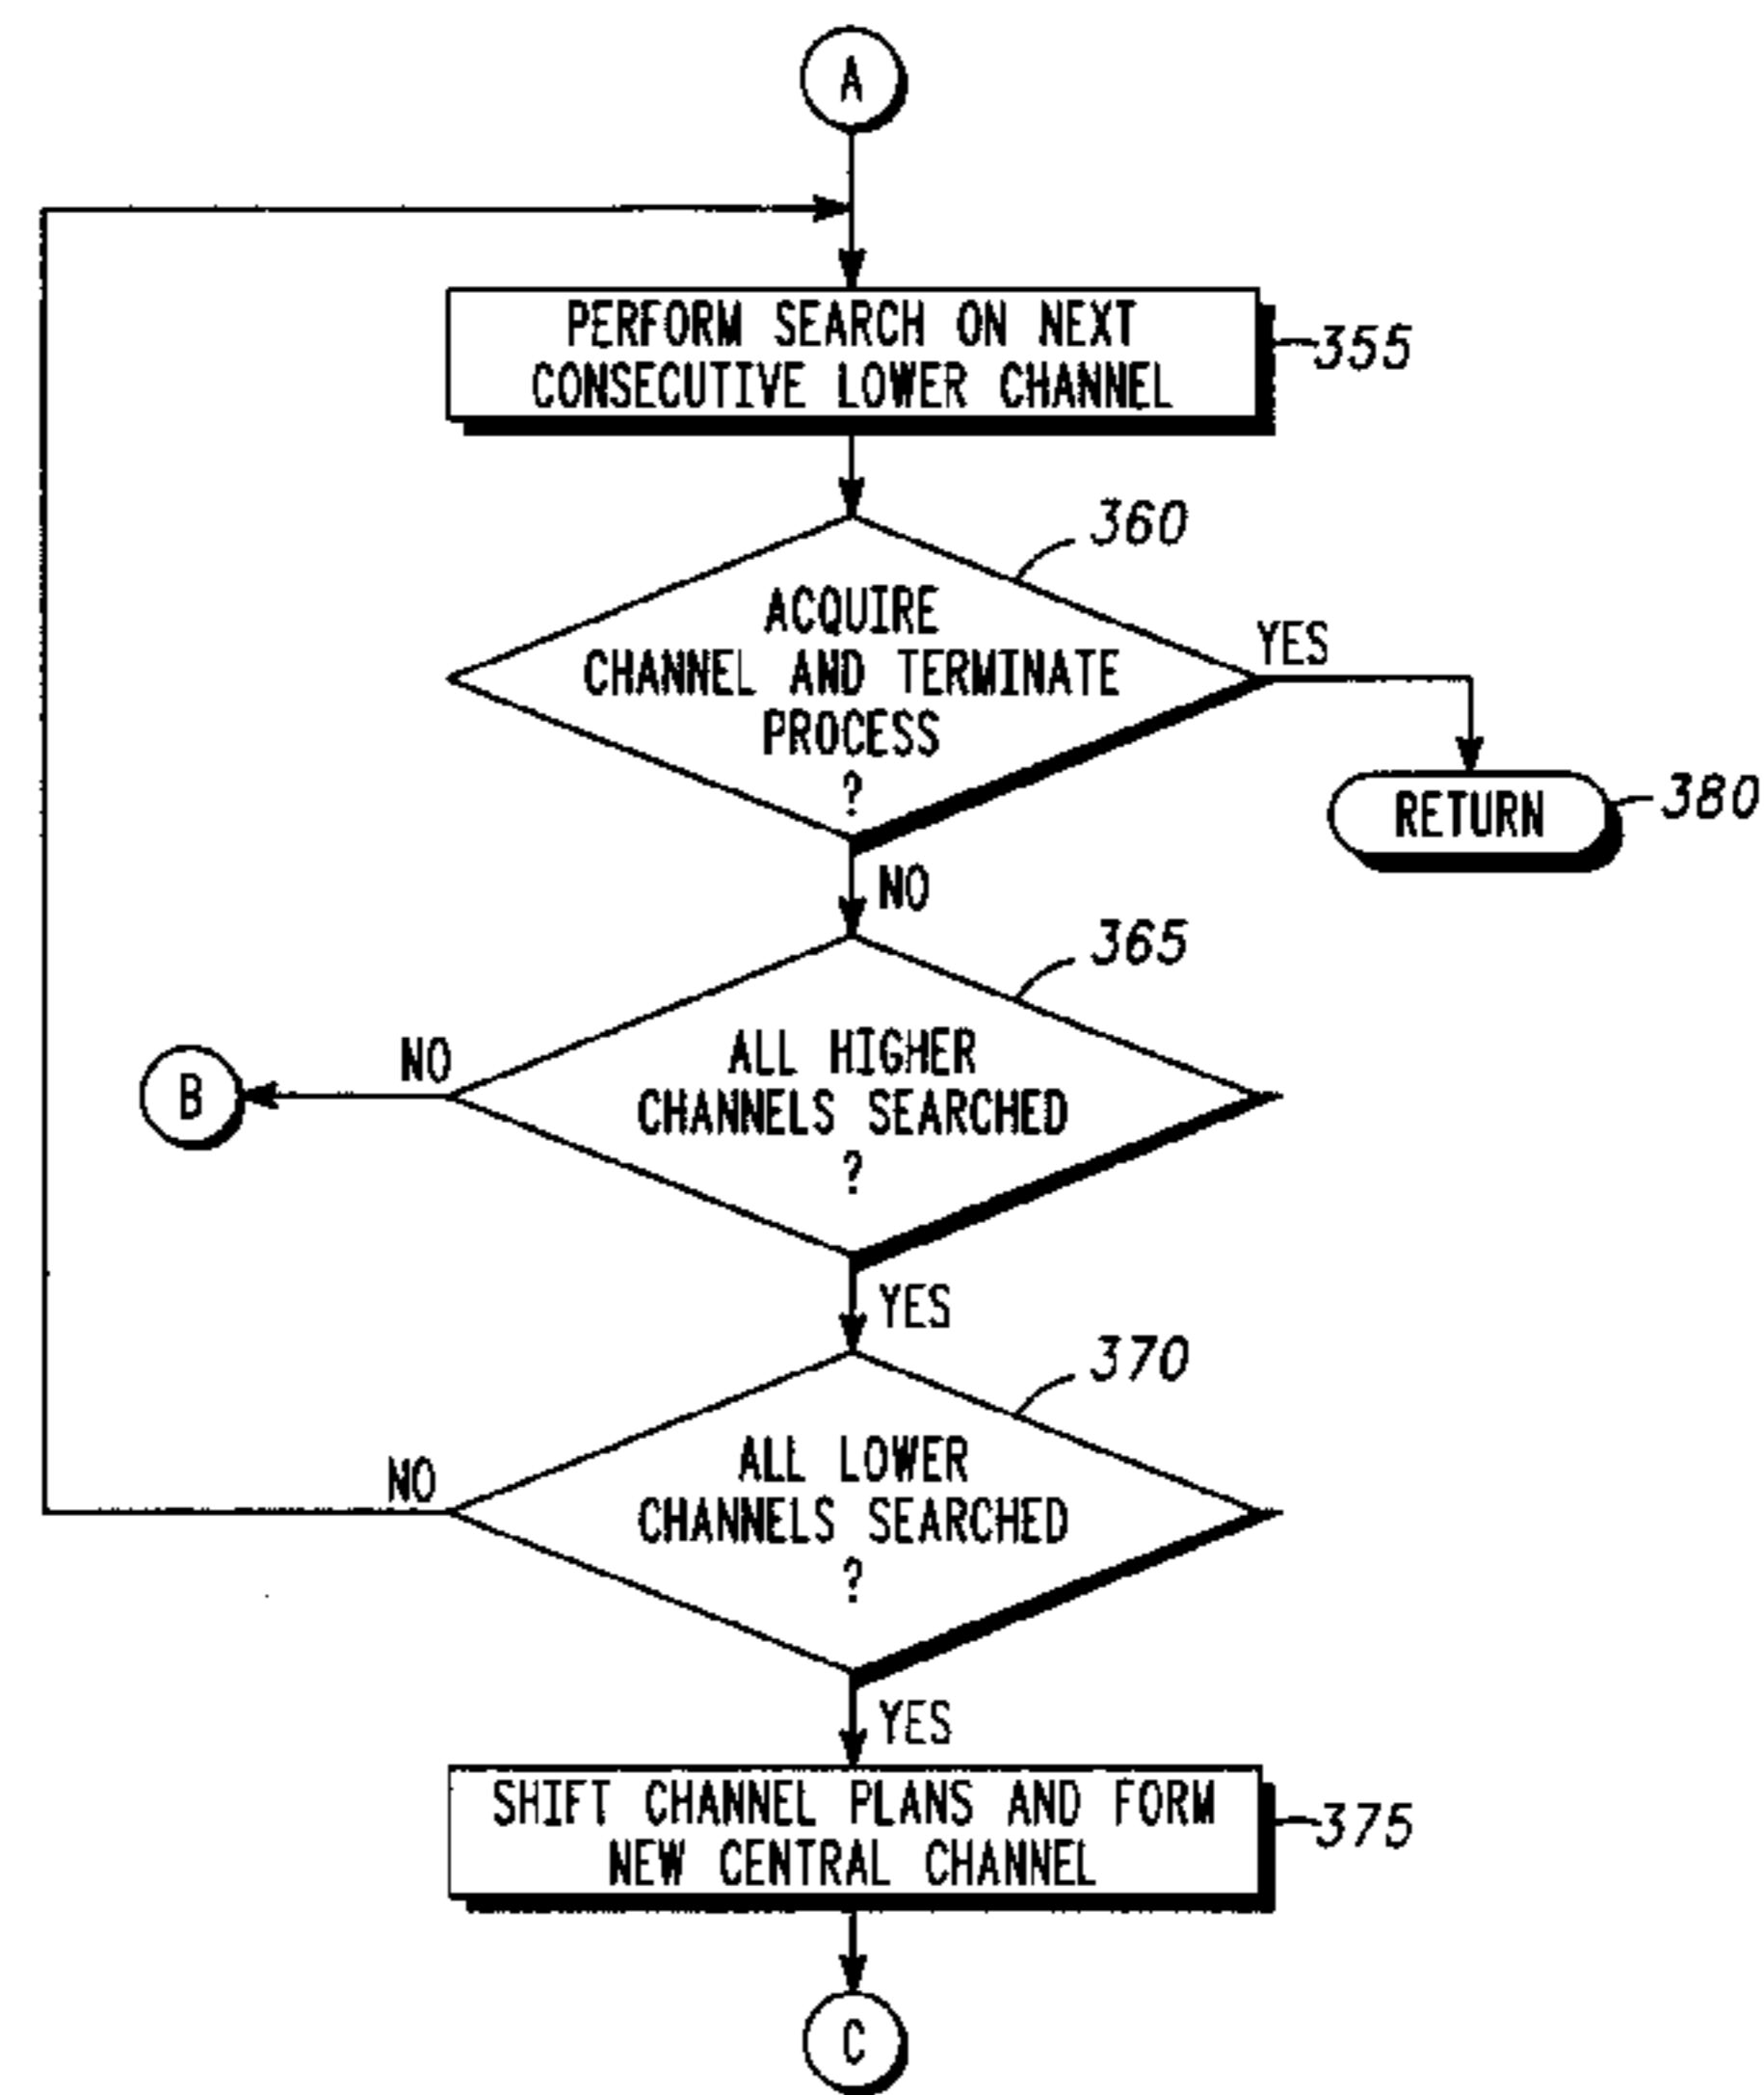 A
PERFORM SEARCH ON NEXT
CONSECUTIVE LOWER CHANNEL
355
360
ACQUIRE
CHANNEL AND TERMINATE
PROCESS
?
YES
RETURN
380
NO
365
ALL HIGHER
CHANNELS SEARCHED
?
NO
B
YES
370
ALL LOWER
CHANNELS SEARCHED
?
NO
YES
SHIFT CHANNEL PLANS AND FORM
NEW CENTRAL CHANNEL
375
C